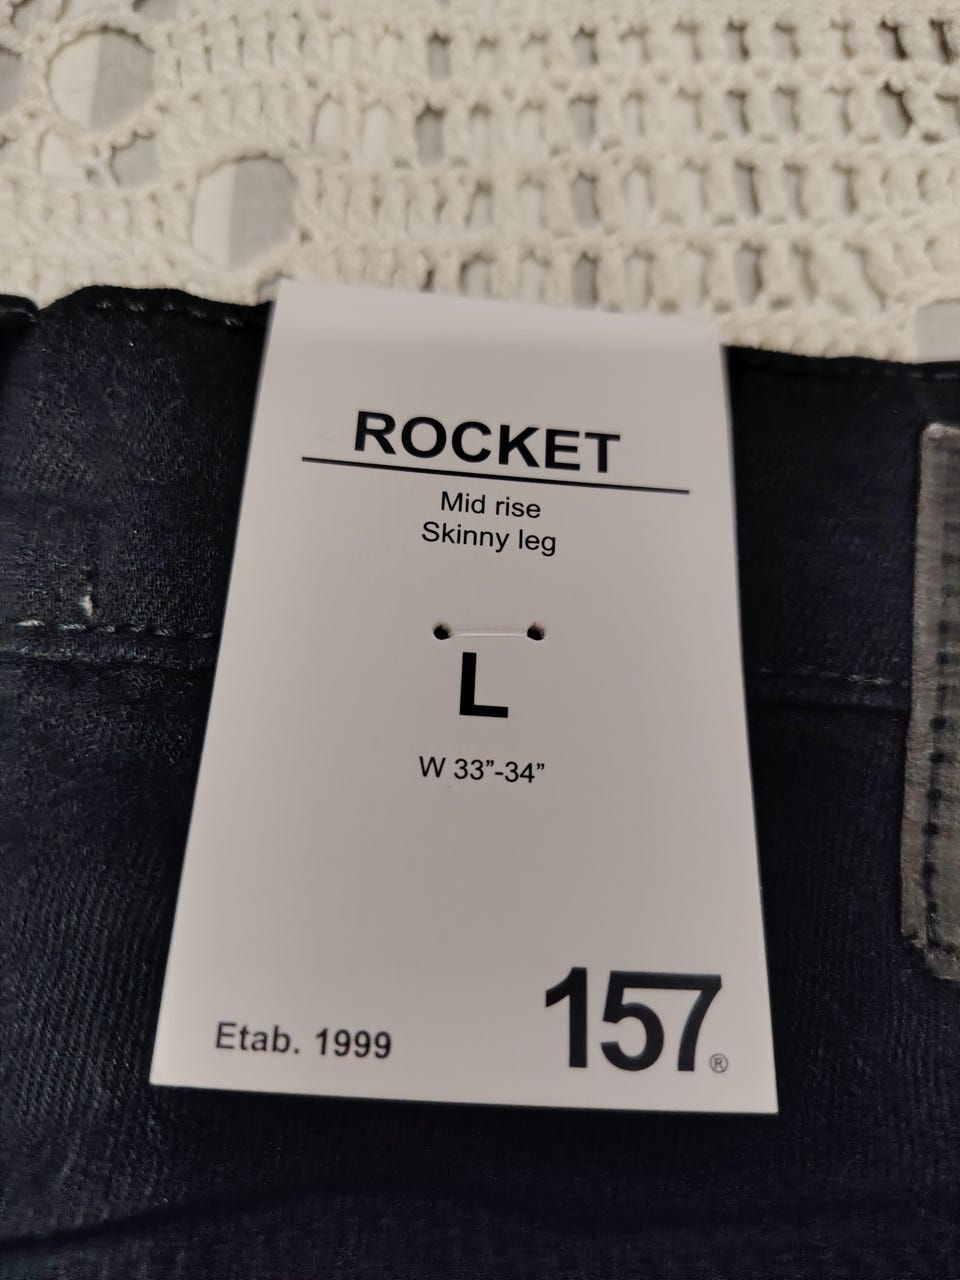 ROCKET
Mid rise
Skinny leg
L
W 33”-34”
Etab. 1999
157®